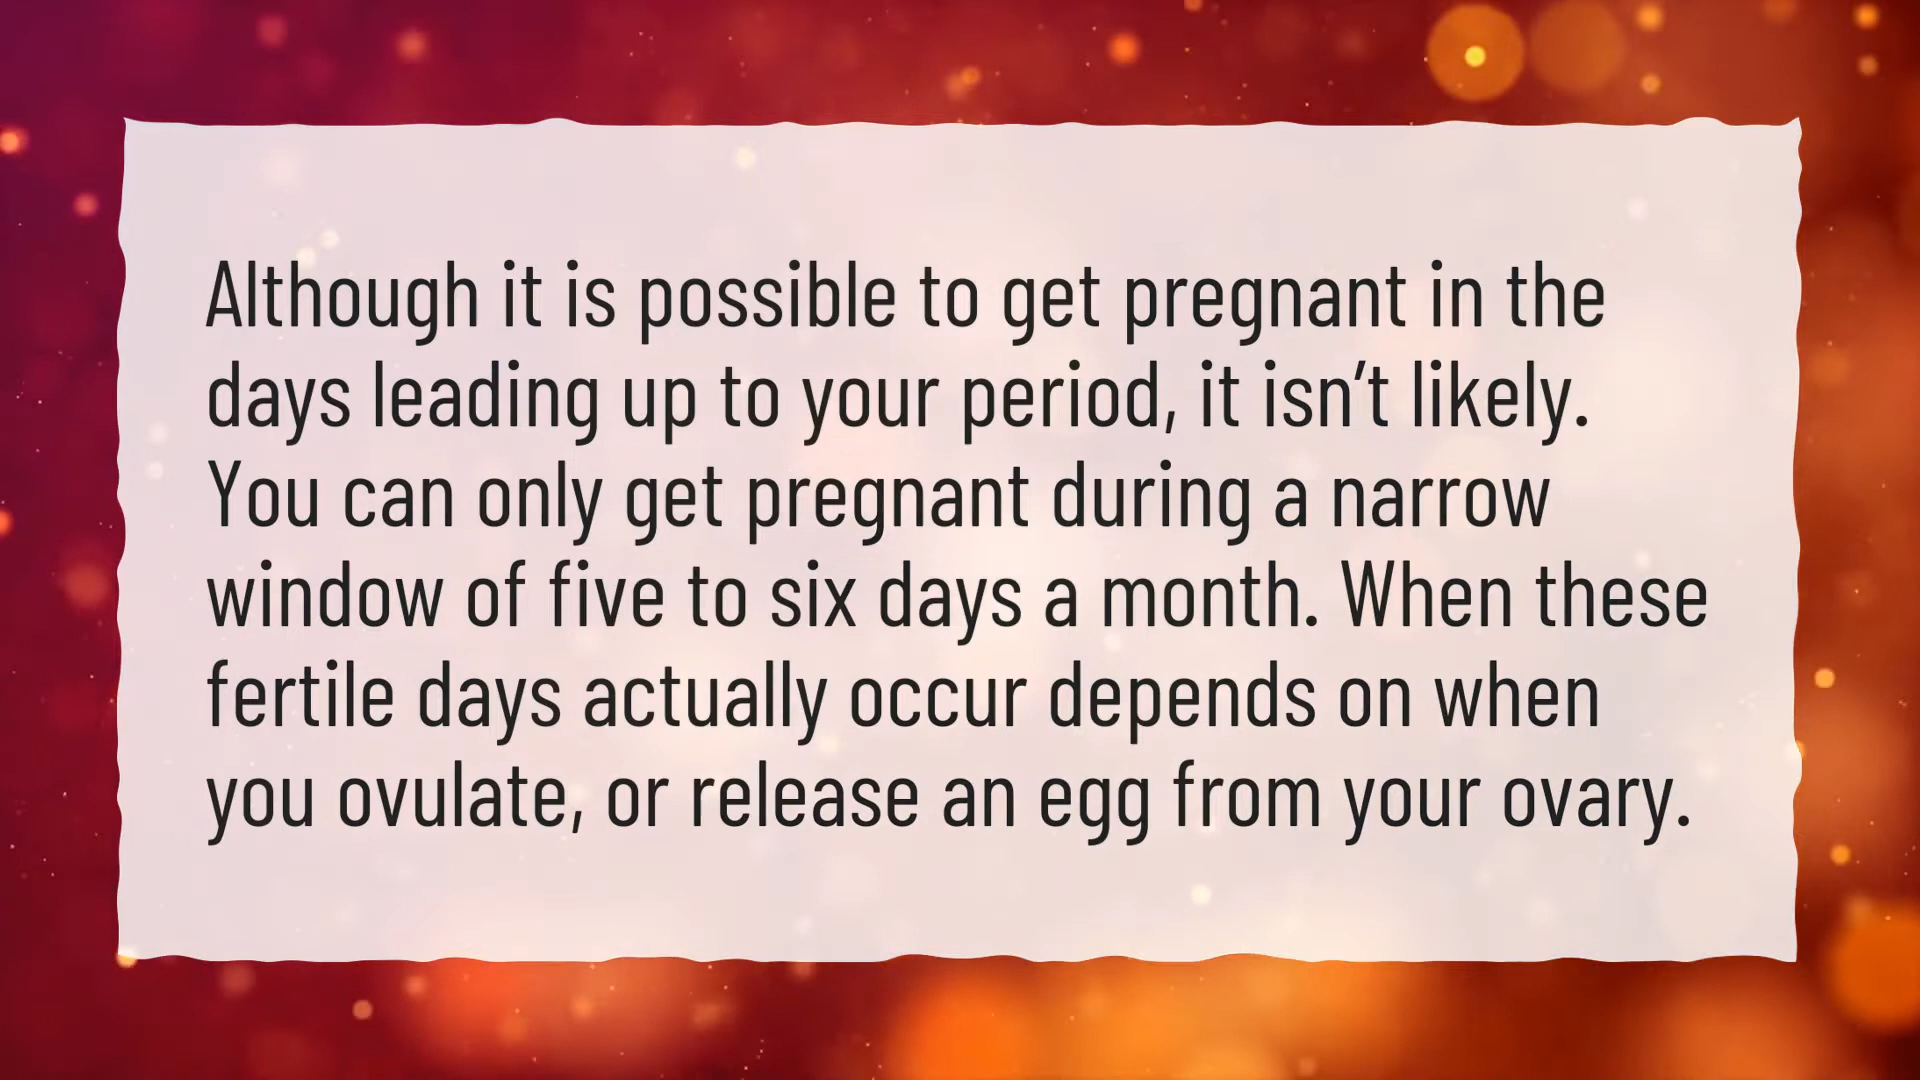 Although it is possible to get pregnant in the
days leading up to your period, it isn’t likely.
You can only get pregnant during a narrow
window of five to six days a month. When these
fertile days actually occur depends on when
you ovulate, or release an egg from your ovary.